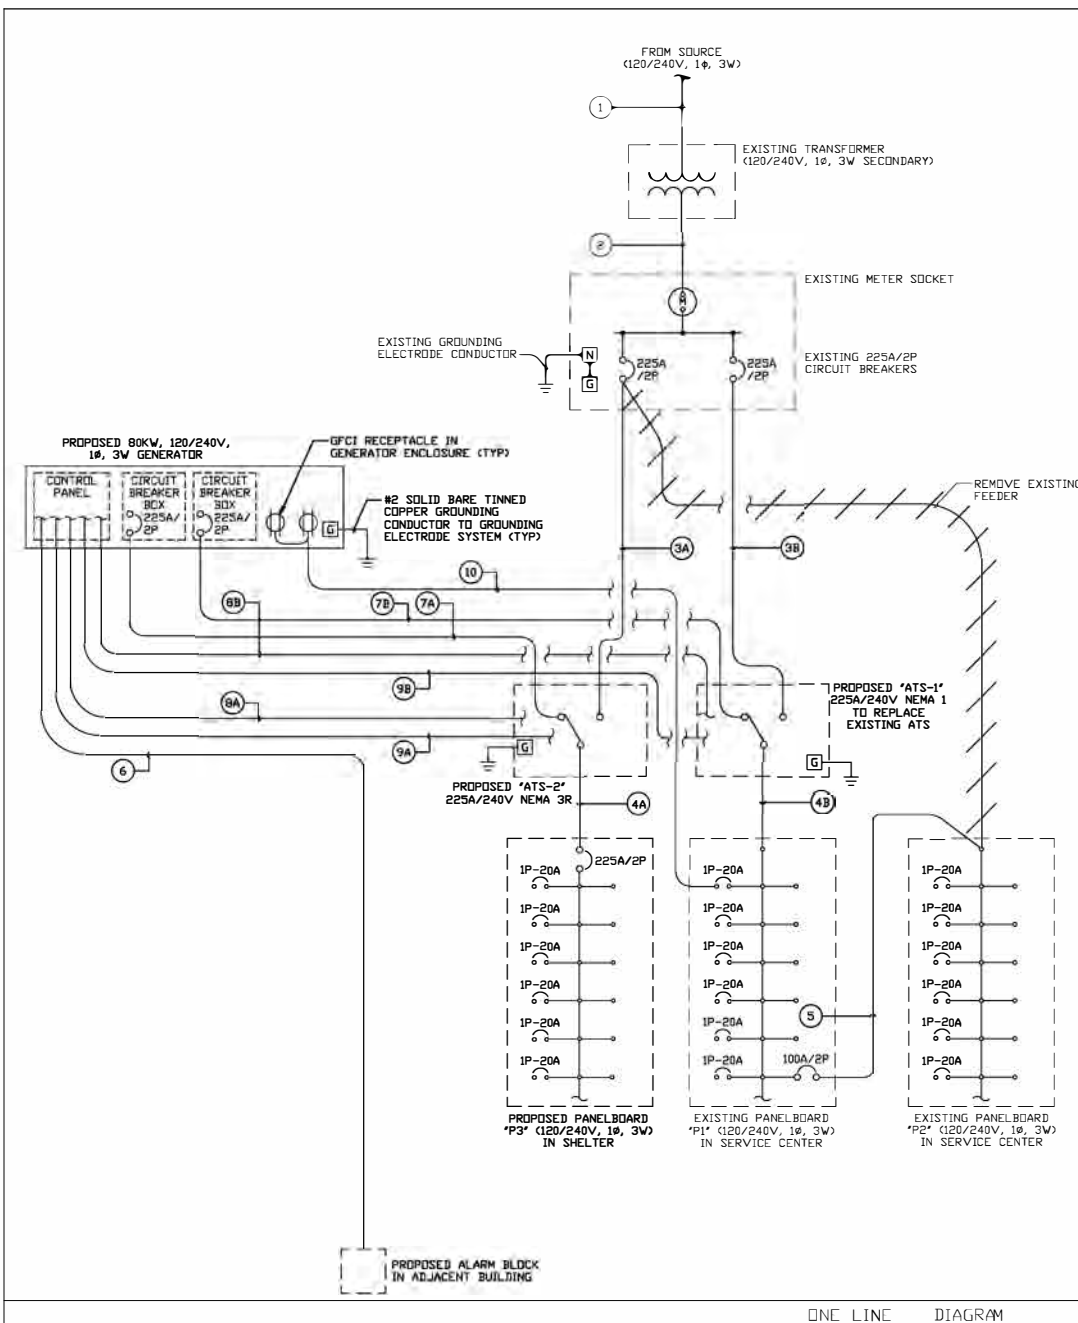 FROM SOURCE
(120/240V, 1ϕ, 3W)
1
EXISTING TRANSFORMER
(120/240V, 1ø, 3W SECONDARY)
2
EXISTING METER SOCKET
M
EXISTING GROUNDING
ELECTRODE CONDUCTOR
N
G
225A
/2P
225A
/2P
EXISTING 225A/2P
CIRCUIT BREAKERS
PROPOSED 80KW, 120/240V,
1ø, 3W GENERATOR
GFCI RECEPTACLE IN
GENERATOR ENCLOSURE (TYP)
CONTROL
PANEL
CIRCUIT
BREAKER
BOX
225A/
2P
CIRCUIT
BREAKER
BOX
225A/
2P
G
#2 SOLID BARE TINNED
COPPER GROUNDING
CONDUCTOR TO GROUNDING
ELECTRODE SYSTEM (TYP)
REMOVE EXISTING
FEEDER
3A
3B
10
8B
7B
7A
9B
8A
9A
6
PROPOSED "ATS-1"
225A/240V NEMA 1
TO REPLACE
EXISTING ATS
G
G
PROPOSED "ATS-2"
225A/240V NEMA 3R
4A
4B
225A/2P
1P-20A
1P-20A
1P-20A
1P-20A
1P-20A
1P-20A
PROPOSED PANELBOARD
"P3" (120/240V, 1ø, 3W)
IN SHELTER
1P-20A
1P-20A
1P-20A
1P-20A
1P-20A
1P-20A
100A/2P
5
EXISTING PANELBOARD
"P1" (120/240V, 1ø, 3W)
IN SERVICE CENTER
1P-20A
1P-20A
1P-20A
1P-20A
1P-20A
1P-20A
EXISTING PANELBOARD
"P2" (120/240V, 1ø, 3W)
IN SERVICE CENTER
PROPOSED ALARM BLOCK
IN ADJACENT BUILDING
ONE LINE DIAGRAM